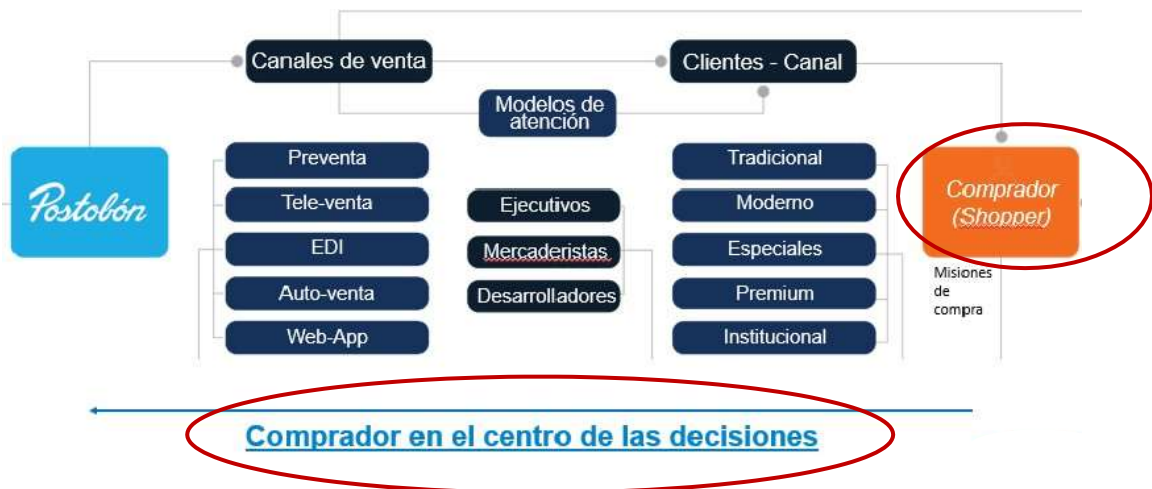 Canales de venta
Clientes - Canal
Modelos de
atención
Postobón
Preventa
Tele-venta
EDI
Auto-venta
Web-App
Ejecutivos
Mercaderistas
Desarrolladores
Tradicional
Moderno
Especiales
Premium
Institucional
Comprador
(Shopper)
Misiones
de
compra
Comprador en el centro de las decisiones